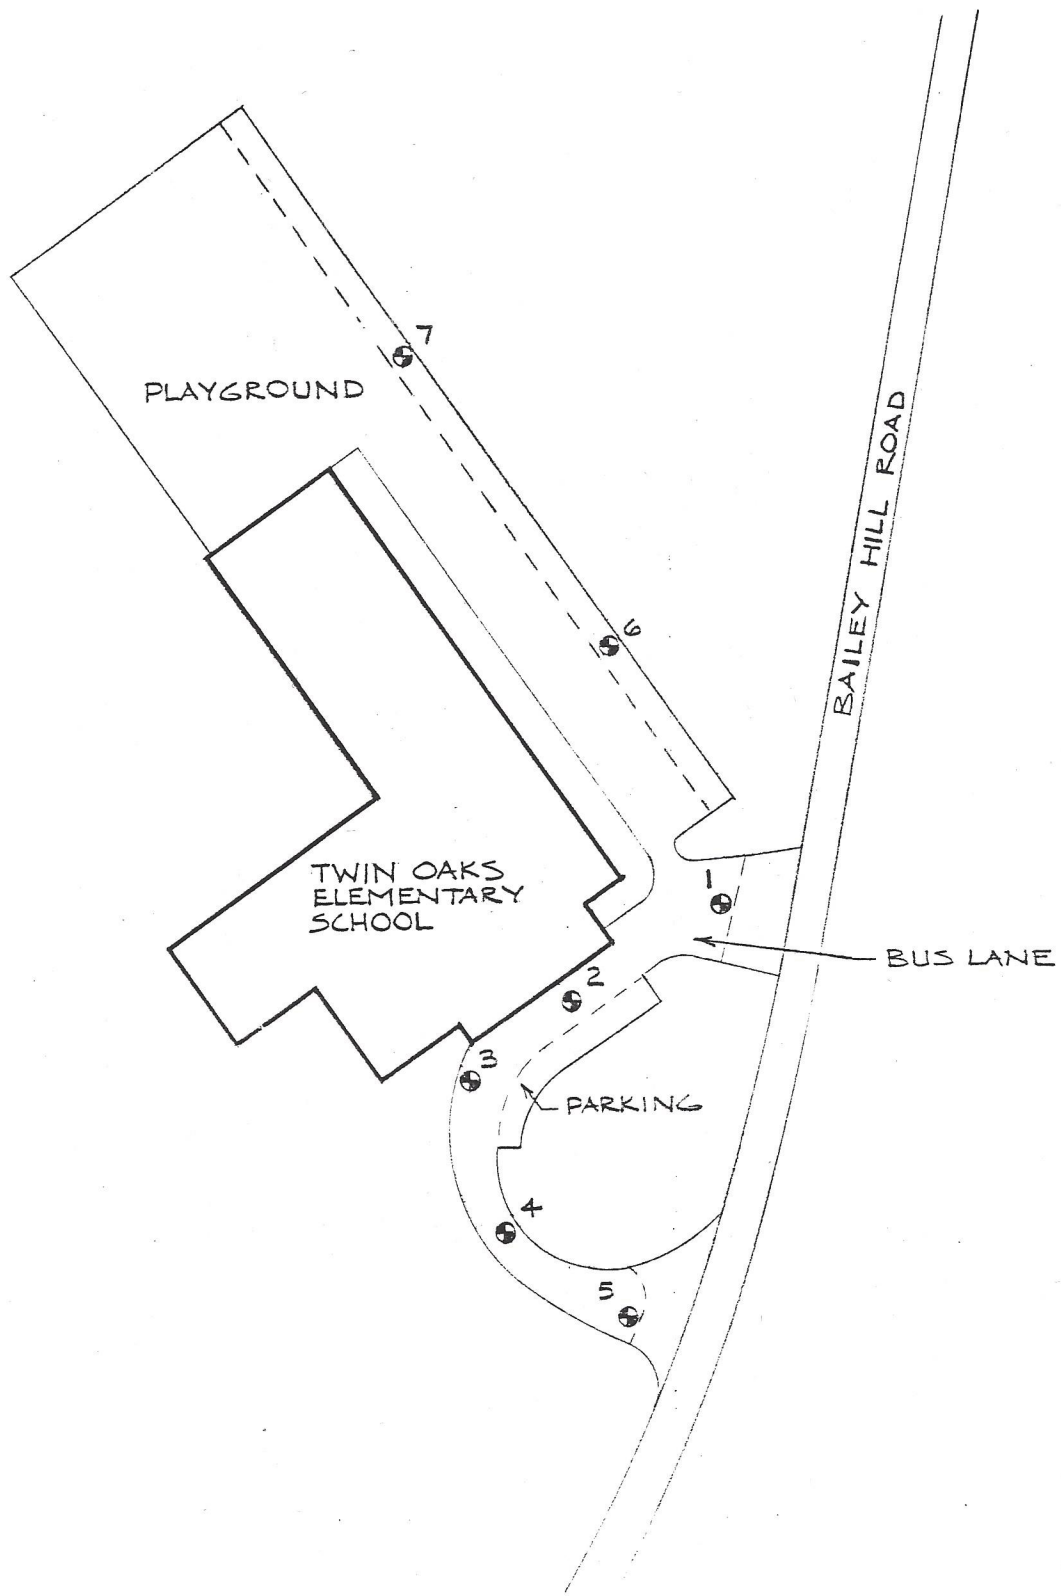 7
PLAYGROUND
BAILEY HILL ROAD
6
TWIN OAKS
ELEMENTARY
SCHOOL
1
BUS LANE
2
3
PARKING
4
5